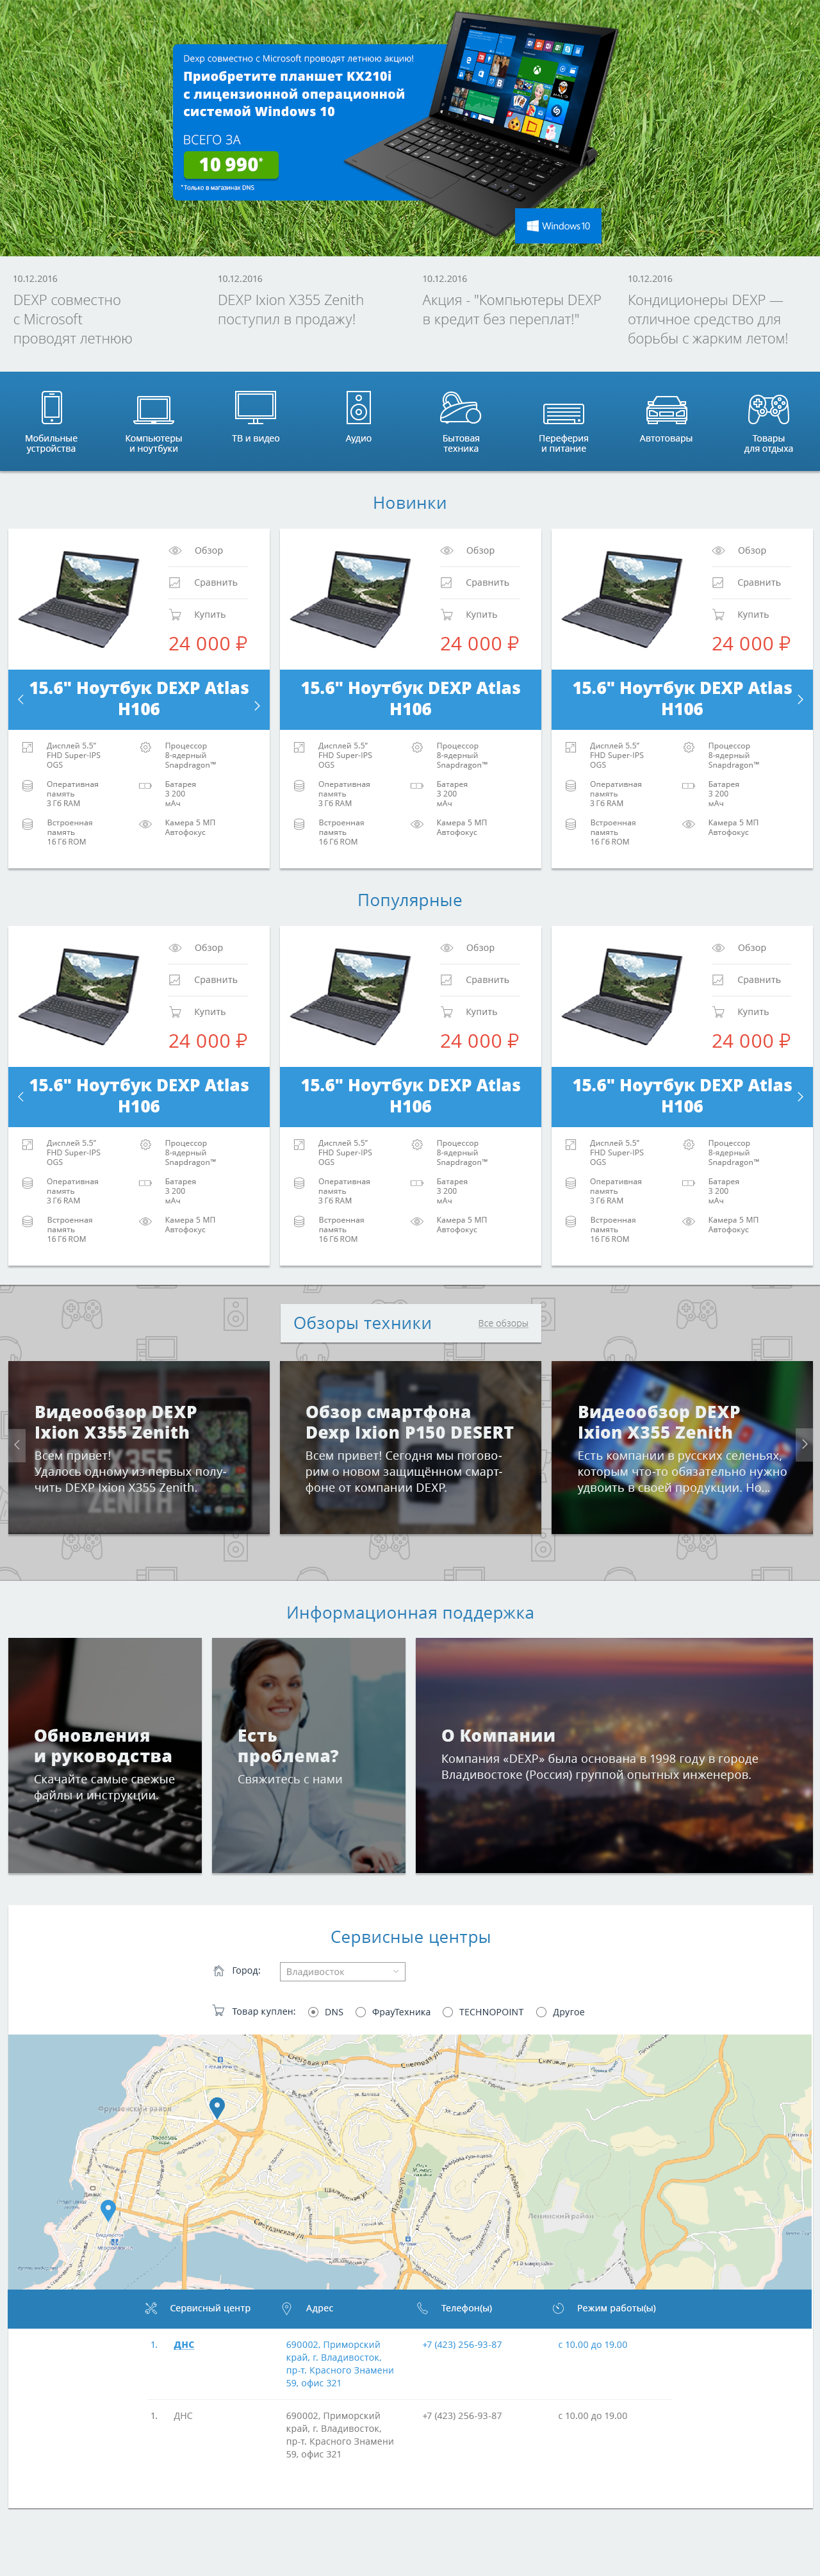 Dexp совместно с Microsoft проводят летнюю акцию!
Приобретите планшет KX210i
с лицензионной операционной
системой Windows 10
ВСЕГО ЗА
10 990*
*Только в магазинах DNS
Windows 10
10.12.2016
DEXP совместно
с Microsoft
проводят летнюю
10.12.2016
DEXP Ixion X355 Zenith
поступил в продажу!
10.12.2016
Акция - "Компьютеры DEXP
в кредит без переплат!"
10.12.2016
Кондиционеры DEXP —
отличное средство для
борьбы с жарким летом!
Мобильные
устройства
Компьютеры
и ноутбуки
ТВ и видео
Аудио
Бытовая
техника
Переферия
и питание
Автотовары
Товары
для отдыха
Новинки
Обзор
Сравнить
Купить
24 000 ₽
15.6" Ноутбук DEXP Atlas
H106
Дисплей 5.5"
FHD Super-IPS
OGS
Процессор
8-ядерный
Snapdragon™
Оперативная
память
3 Гб RAM
Батарея
3 200
мАч
Встроенная
память
16 Гб ROM
Камера 5 МП
Автофокус
Обзор
Сравнить
Купить
24 000 ₽
15.6" Ноутбук DEXP Atlas
H106
Дисплей 5.5"
FHD Super-IPS
OGS
Процессор
8-ядерный
Snapdragon™
Оперативная
память
3 Гб RAM
Батарея
3 200
мАч
Встроенная
память
16 Гб ROM
Камера 5 МП
Автофокус
Обзор
Сравнить
Купить
24 000 ₽
15.6" Ноутбук DEXP Atlas
H106
Дисплей 5.5"
FHD Super-IPS
OGS
Процессор
8-ядерный
Snapdragon™
Оперативная
память
3 Гб RAM
Батарея
3 200
мАч
Встроенная
память
16 Гб ROM
Камера 5 МП
Автофокус
Популярные
Обзор
Сравнить
Купить
24 000 ₽
15.6" Ноутбук DEXP Atlas
H106
Дисплей 5.5"
FHD Super-IPS
OGS
Процессор
8-ядерный
Snapdragon™
Оперативная
память
3 Гб RAM
Батарея
3 200
мАч
Встроенная
память
16 Гб ROM
Камера 5 МП
Автофокус
Обзор
Сравнить
Купить
24 000 ₽
15.6" Ноутбук DEXP Atlas
H106
Дисплей 5.5"
FHD Super-IPS
OGS
Процессор
8-ядерный
Snapdragon™
Оперативная
память
3 Гб RAM
Батарея
3 200
мАч
Встроенная
память
16 Гб ROM
Камера 5 МП
Автофокус
Обзор
Сравнить
Купить
24 000 ₽
15.6" Ноутбук DEXP Atlas
H106
Дисплей 5.5"
FHD Super-IPS
OGS
Процессор
8-ядерный
Snapdragon™
Оперативная
память
3 Гб RAM
Батарея
3 200
мАч
Встроенная
память
16 Гб ROM
Камера 5 МП
Автофокус
Обзоры техники
Все обзоры
Видеообзор DEXP
Ixion X355 Zenith
Всем привет!
Удалось одному из первых полу-
чить DEXP Ixion X355 Zenith.
ZENITH
Обзор смартфона
Dexp Ixion P150 DESERT
Всем привет! Сегодня мы погово-
рим о новом защищённом смарт-
фоне от компании DEXP.
Видеообзор DEXP
Ixion X355 Zenith
Есть компании в русских селеньях,
которым что-то обязательно нужно
удвоить в своей продукции. Но...
Информационная поддержка
Обновления
и руководства
Скачайте самые свежые
файлы и инструкции.
Есть
проблема?
Свяжитесь с нами
О Компании
Компания «DEXP» была основана в 1998 году в городе
Владивостоке (Россия) группой опытных инженеров.
Сервисные центры
Город:
Владивосток
Товар куплен:
DNS
ФрауТехника
TECHNOPOINT
Другое
Снеговая ул.
Снеговая ул.
Снеговая ул.
Фрунзенский район
Ленинский район
Светланская ул.
Владивосток
Сервисный центр
Адрес
Телефон(ы)
Режим работы(ы)
1.
ДНС
690002, Приморский
край, г. Владивосток,
пр-т. Красного Знамени
59, офис 321
+7 (423) 256-93-87
с 10.00 до 19.00
1.
ДНС
690002, Приморский
край, г. Владивосток,
пр-т. Красного Знамени
59, офис 321
+7 (423) 256-93-87
с 10.00 до 19.00